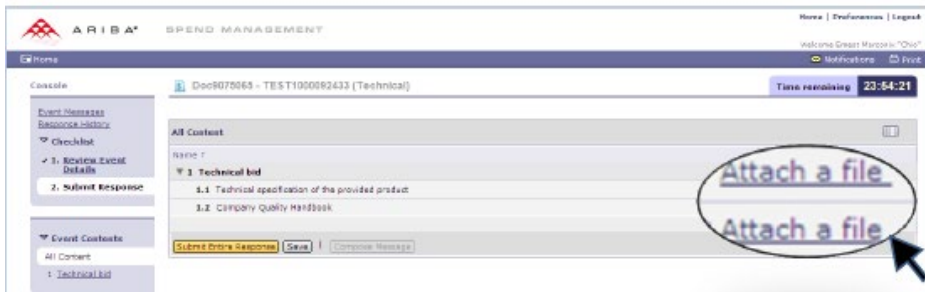 Home | Preferences | Logout
ARIBA SPEND MANAGEMENT
Welcome Ernest
Home
Notifications Print
Console
Doc9078068 - TEST1000092433 (Technical)
Time remaining 23:54:21
Event Messages
Response History
Checklist
1. Review Event Details
2. Submit Response
All Content
Name ↑
1 Technical bid
1.1 Technical specification of the provided product
1.2 Company Quality Handbook
Attach a file
Attach a file
Submit Entire Response Save | Compose Message
Event Contents
All Content
1 Technical bid